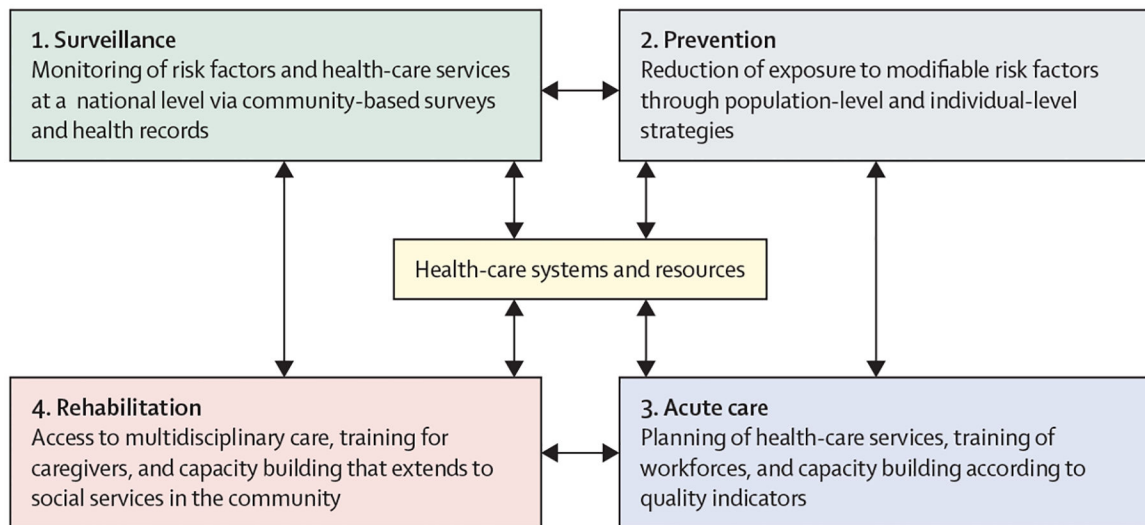 1. Surveillance
Monitoring of risk factors and health-care services
at a national level via community-based surveys
and health records
2. Prevention
Reduction of exposure to modifiable risk factors
through population-level and individual-level
strategies
Health-care systems and resources
4. Rehabilitation
Access to multidisciplinary care, training for
caregivers, and capacity building that extends to
social services in the community
3. Acute care
Planning of health-care services, training of
workforces, and capacity building according to
quality indicators